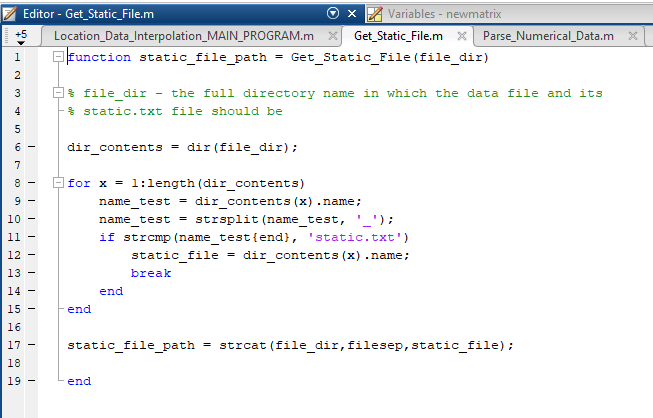 Editor - Get_Static_File.m
Variables - newmatrix
+5 Location_Data_Interpolation_MAIN_PROGRAM.m Get_Static_File.m Parse_Numerical_Data.m
1 function static_file_path = Get_Static_File(file_dir)
2
3 % file_dir - the full directory name in which the data file and its
4 % static.txt file should be
5
6 dir_contents = dir(file_dir);
7
8 for x = 1:length(dir_contents)
9 name_test = dir_contents(x).name;
10 name_test = strsplit(name_test, '_');
11 if strcmp(name_test{end}, 'static.txt')
12 static_file = dir_contents(x).name;
13 break
14 end
15 end
16
17 static_file_path = strcat(file_dir,filesep,static_file);
18
19 end